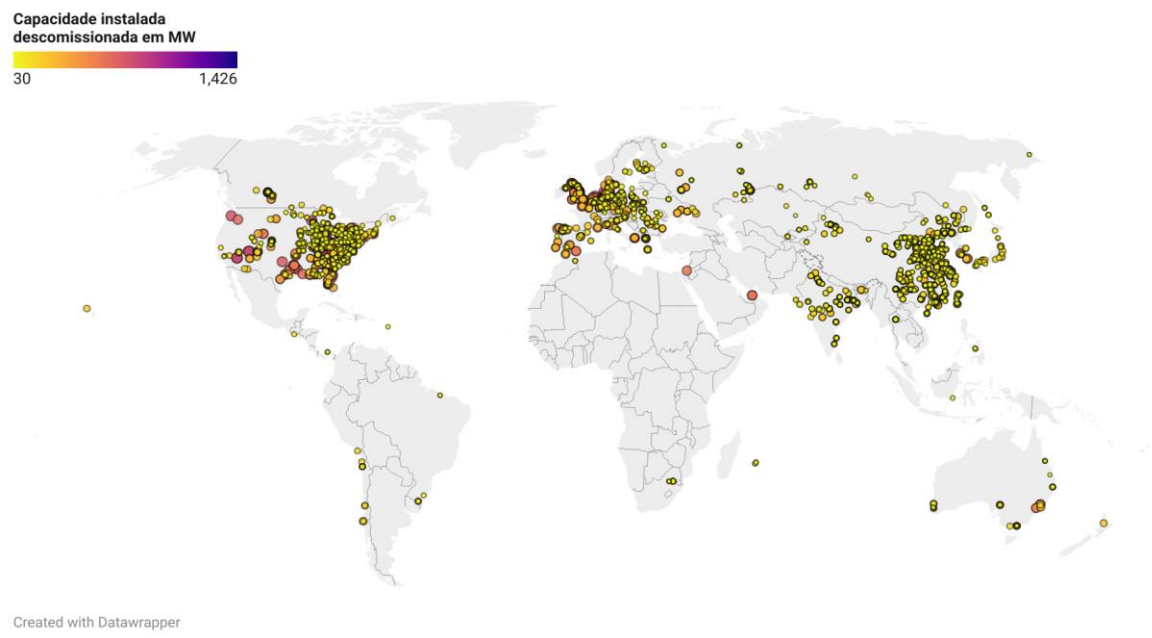 Capacidade instalada
descomissionada em MW
30 1,426
Created with Datawrapper